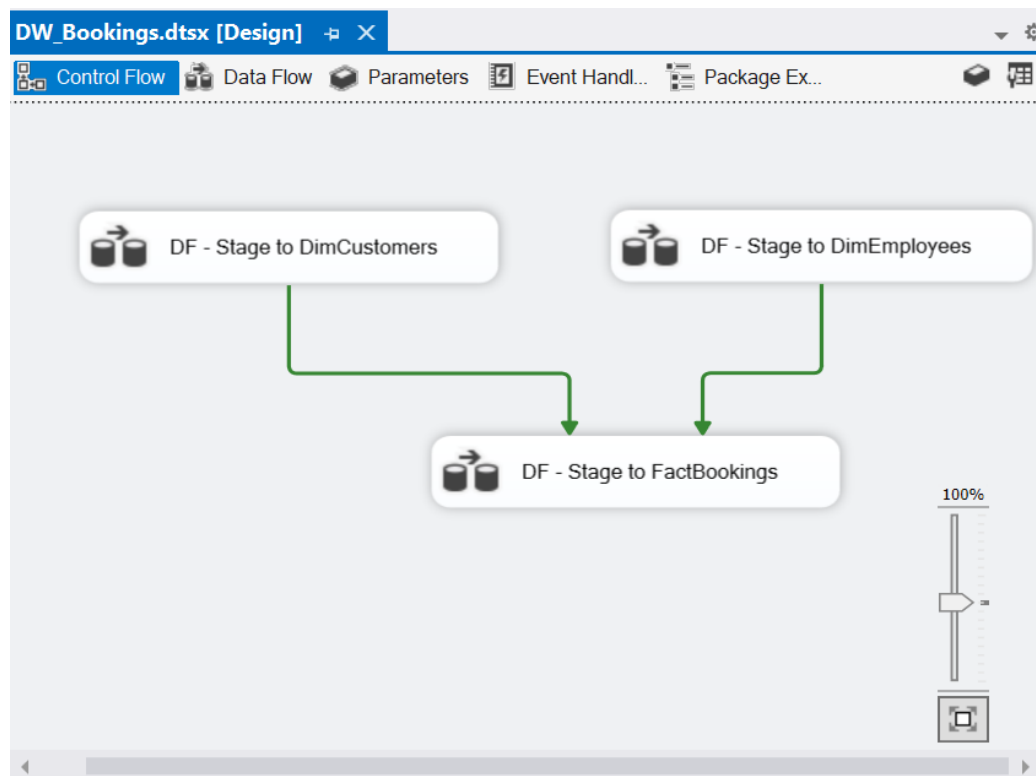 DW_Bookings.dtsx [Design]
Control Flow Data Flow Parameters Event Handl... Package Ex...
DF - Stage to DimCustomers
DF - Stage to DimEmployees
DF - Stage to FactBookings
100%